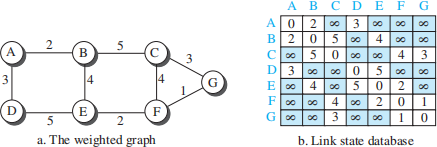 2 5
A B C
3
3 4 4 1 G
D E F
5 2
a. The weighted graph
A B C D E F G
A 0 2 ∞ 3 ∞ ∞ ∞
B 2 0 5 ∞ 4 ∞ ∞
C ∞ 5 0 ∞ ∞ 4 3
D 3 ∞ ∞ 0 5 ∞ ∞
E ∞ 4 ∞ 5 0 2 ∞
F ∞ ∞ 4 ∞ 2 0 1
G ∞ ∞ 3 ∞ ∞ 1 0
b. Link state database